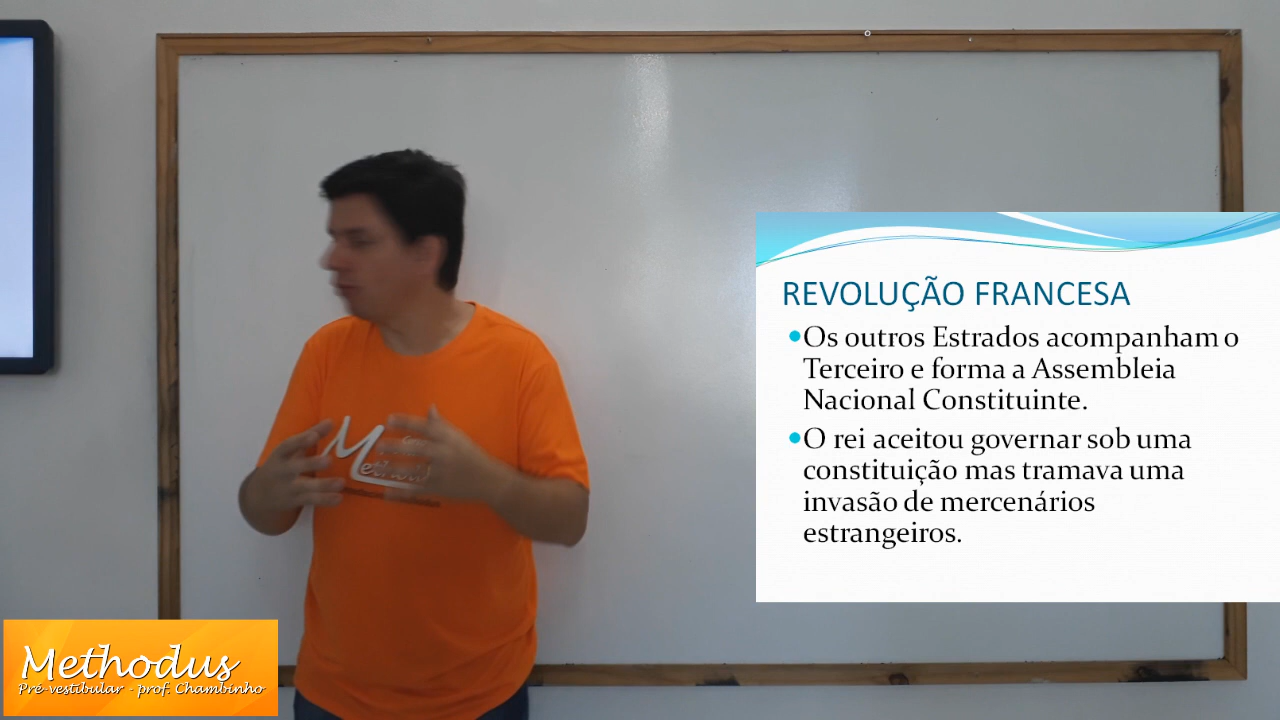 REVOLUÇÃO FRANCESA
Os outros Estrados acompanham o
Terceiro e forma a Assembleia
Nacional Constituinte.
O rei aceitou governar sob uma
constituição mas tramava uma
invasão de mercenários
estrangeiros.
Methodus
Pré-vestibular - prof. Chambinho